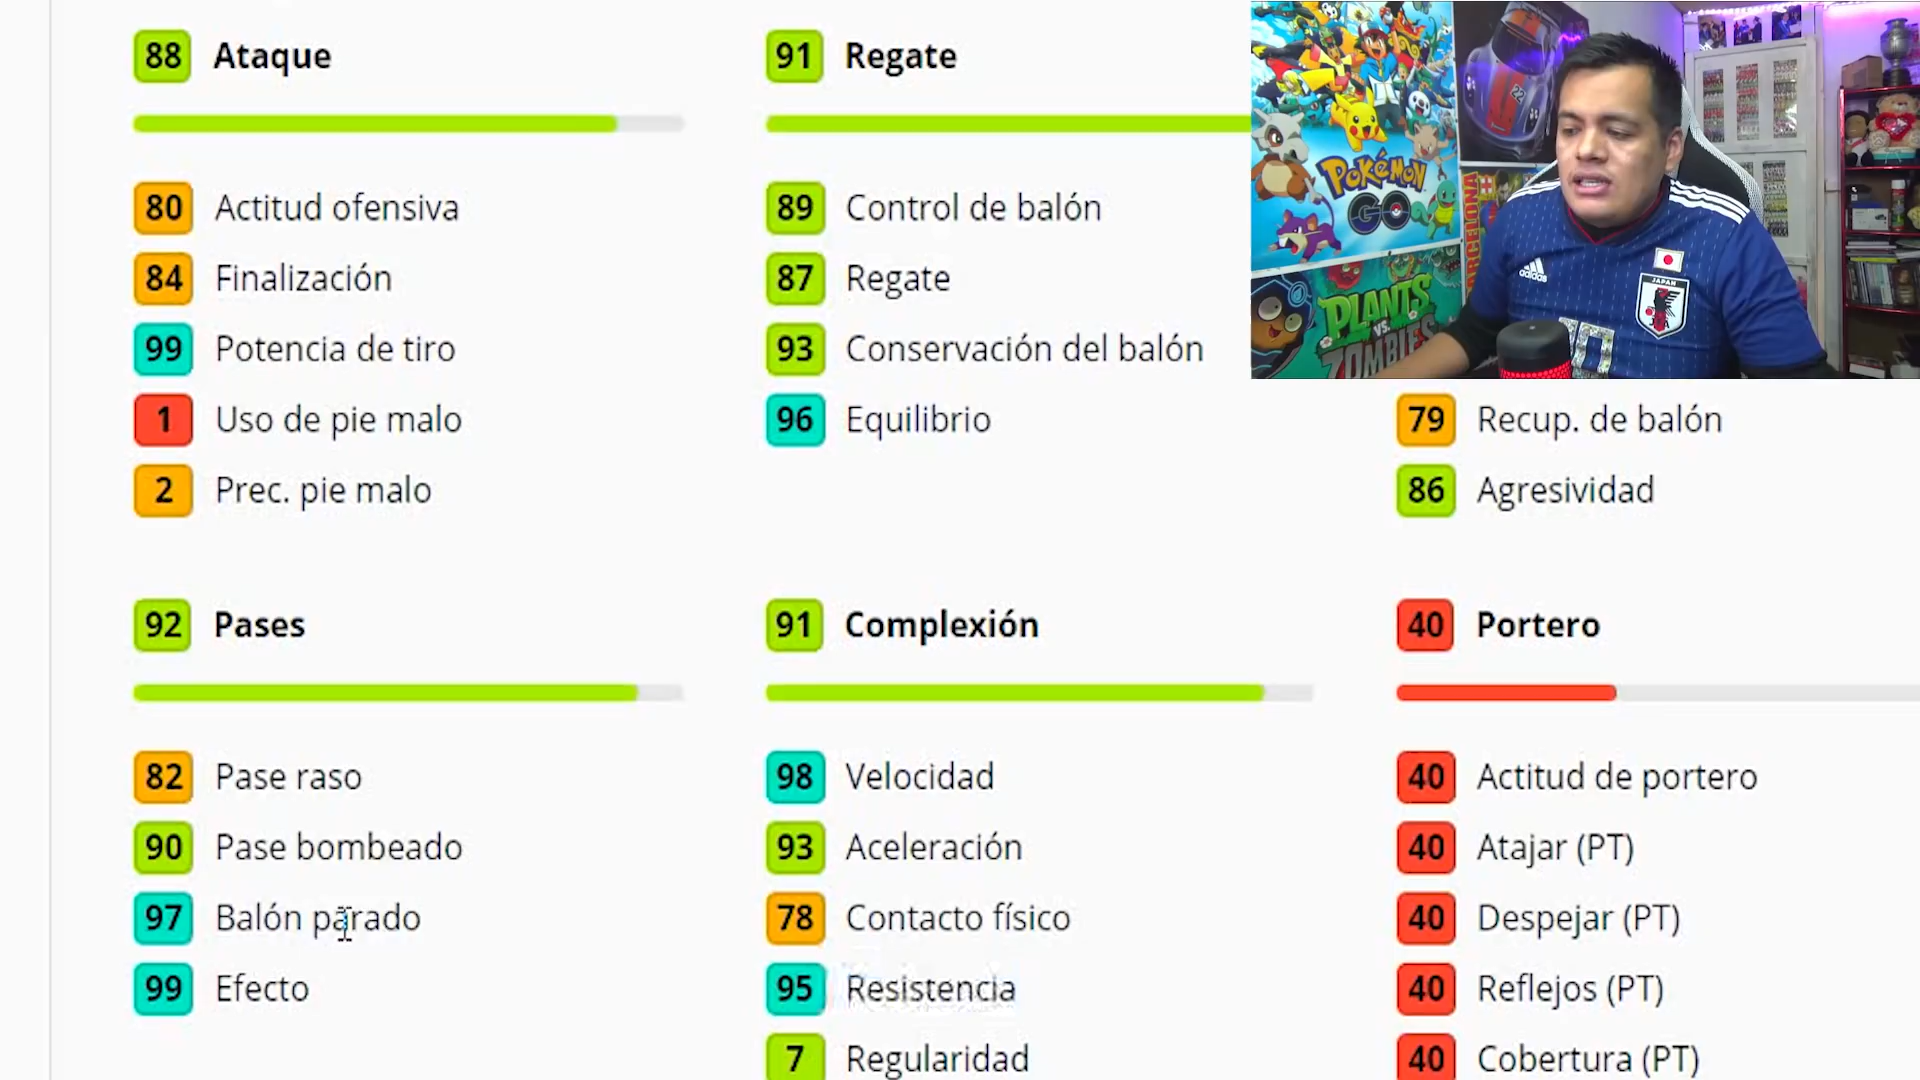 88 Ataque
80 Actitud ofensiva
84 Finalización
99 Potencia de tiro
1 Uso de pie malo
2 Prec. pie malo
91 Regate
89 Control de balón
87 Regate
93 Conservación del balón
96 Equilibrio
79 Recup. de balón
86 Agresividad
92 Pases
82 Pase raso
90 Pase bombeado
97 Balón parado
99 Efecto
91 Complexión
98 Velocidad
93 Aceleración
78 Contacto físico
95 Resistencia
7 Regularidad
40 Portero
40 Actitud de portero
40 Atajar (PT)
40 Despejar (PT)
40 Reflejos (PT)
40 Cobertura (PT)
POKÉMON
GO
PLANTS
VS.
ZOMBIES
22
adidas
JAPAN
10